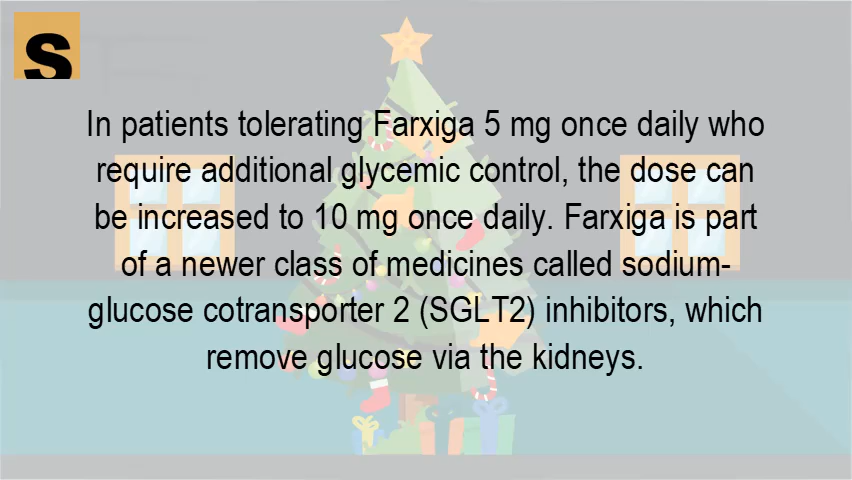 S
In patients tolerating Farxiga 5 mg once daily who
require additional glycemic control, the dose can
be increased to 10 mg once daily. Farxiga is part
of a newer class of medicines called sodium-
glucose cotransporter 2 (SGLT2) inhibitors, which
remove glucose via the kidneys.